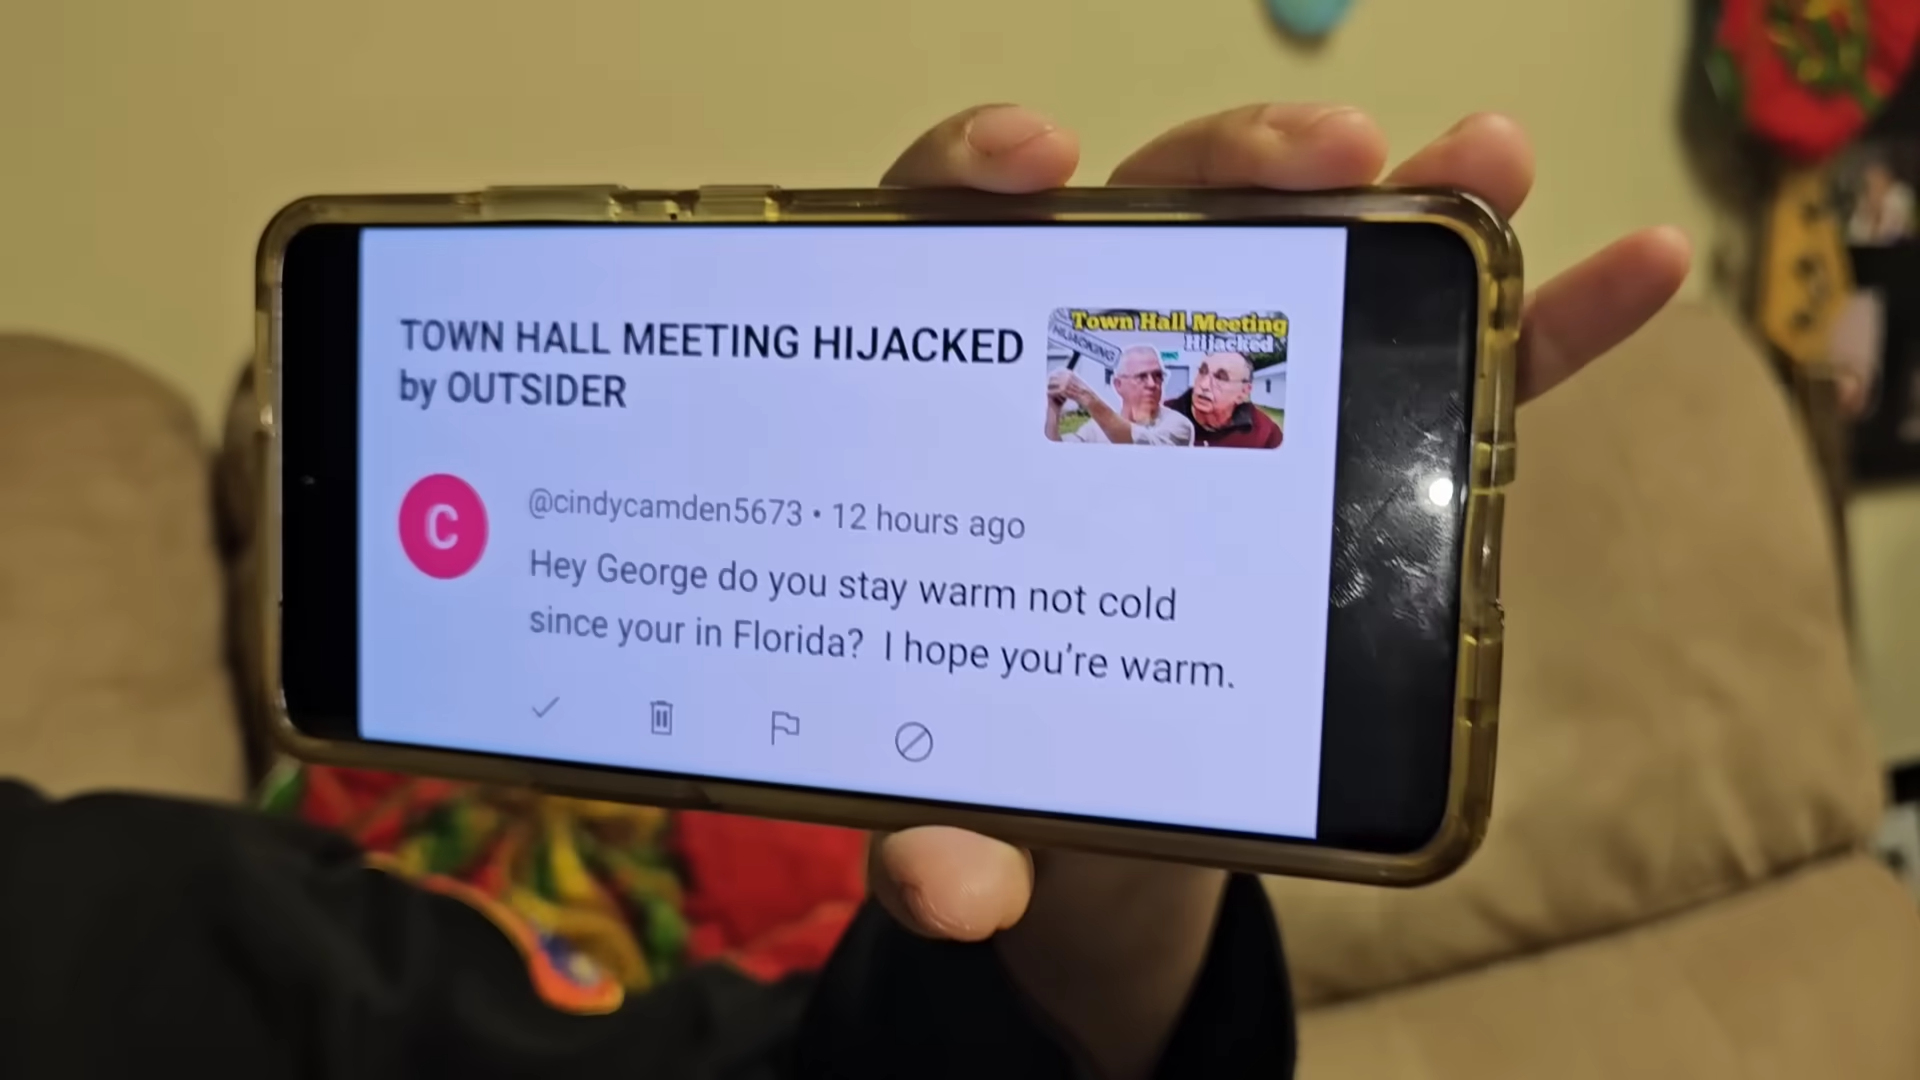 TOWN HALL MEETING HIJACKED
by OUTSIDER
Town Hall Meeting
Hijacked
HIJACKING
C
@cindycamden5673 • 12 hours ago
Hey George do you stay warm not cold
since your in Florida?  I hope you're warm.